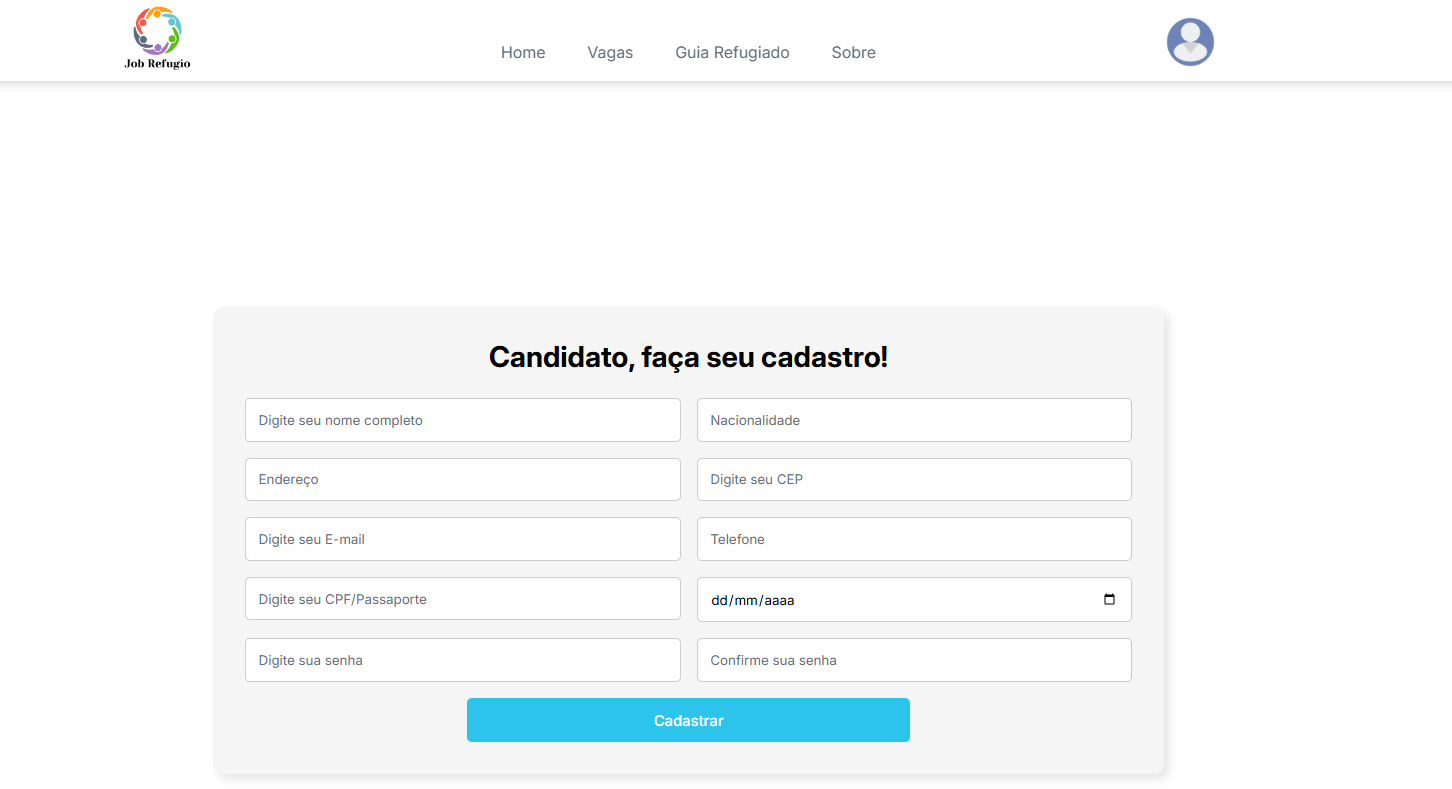 Job Refugio
Home Vagas Guia Refugiado Sobre
Candidato, faça seu cadastro!
Digite seu nome completo Nacionalidade
Endereço Digite seu CEP
Digite seu E-mail Telefone
Digite seu CPF/Passaporte dd/mm/aaaa
Digite sua senha Confirme sua senha
Cadastrar